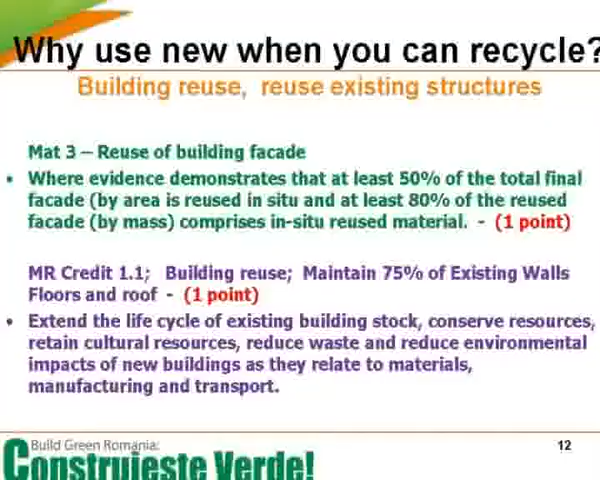 Why use new when you can recycle?
Building reuse, reuse existing structures
Mat 3 – Reuse of building facade
• Where evidence demonstrates that at least 50% of the total final
facade (by area is reused in situ and at least 80% of the reused
facade (by mass) comprises in-situ reused material. - (1 point)
MR Credit 1.1; Building reuse; Maintain 75% of Existing Walls
Floors and roof - (1 point)
• Extend the life cycle of existing building stock, conserve resources,
retain cultural resources, reduce waste and reduce environmental
impacts of new buildings as they relate to materials,
manufacturing and transport.
Build Green Romania:
12
Construieste Verde!